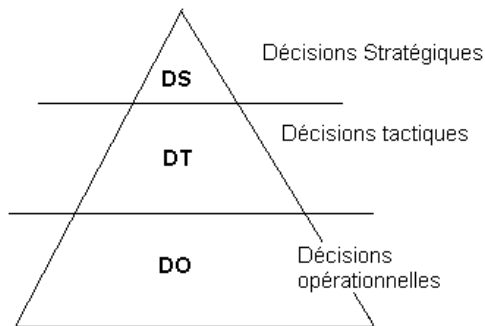 Décisions Stratégiques
DS
Décisions tactiques
DT
Décisions
opérationnelles
DO